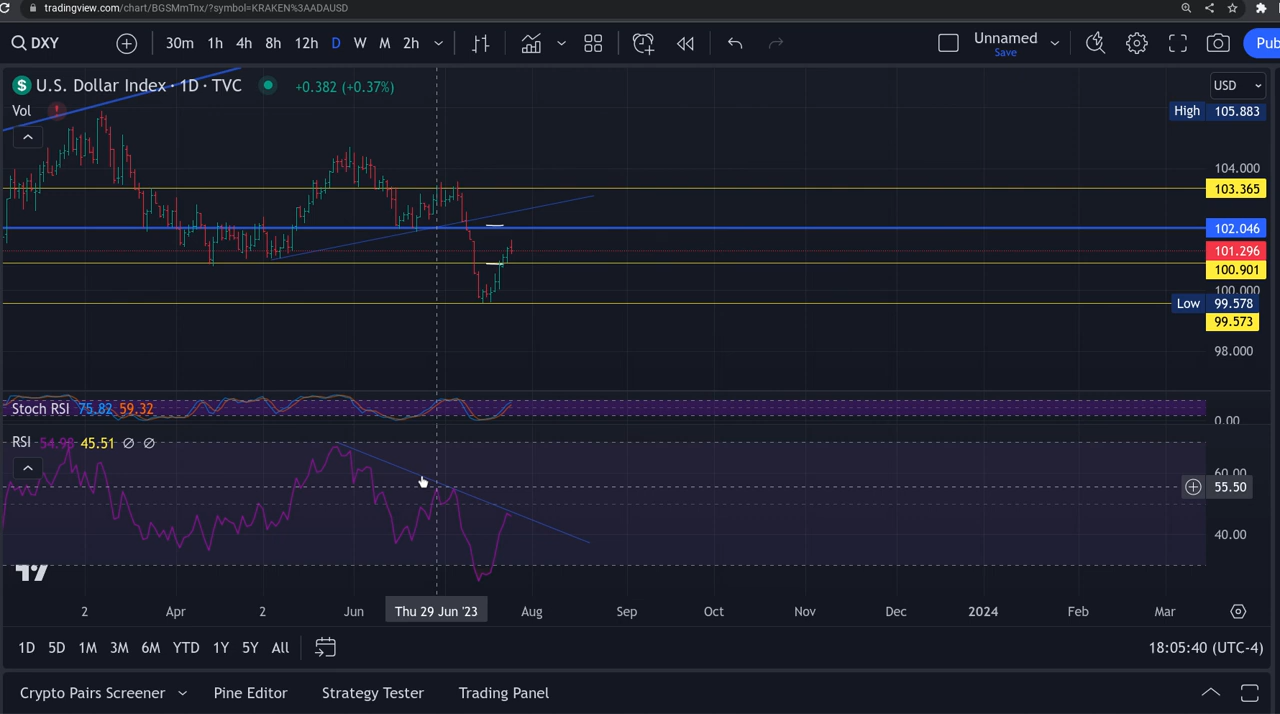 tradingview.com/chart/BGSMmTnx/?symbol=KRAKEN%3AADAUSD
DXY 30m 1h 4h 8h 12h D W M 2h Unnamed Save Pub
U.S. Dollar Index · 1D · TVC +0.382 (+0.37%) USD
Vol !
High 105.883
104.000
103.365
102.046
101.296
100.901
100.000
Low 99.578
99.573
98.000
Stoch RSI 75.82 59.32
0.00
RSI 45.51 ∅ ∅
60.00
55.50
40.00
2 Apr 2 Jun Thu 29 Jun '23 Aug Sep Oct Nov Dec 2024 Feb Mar
1D 5D 1M 3M 6M YTD 1Y 5Y All 18:05:40 (UTC-4)
Crypto Pairs Screener Pine Editor Strategy Tester Trading Panel